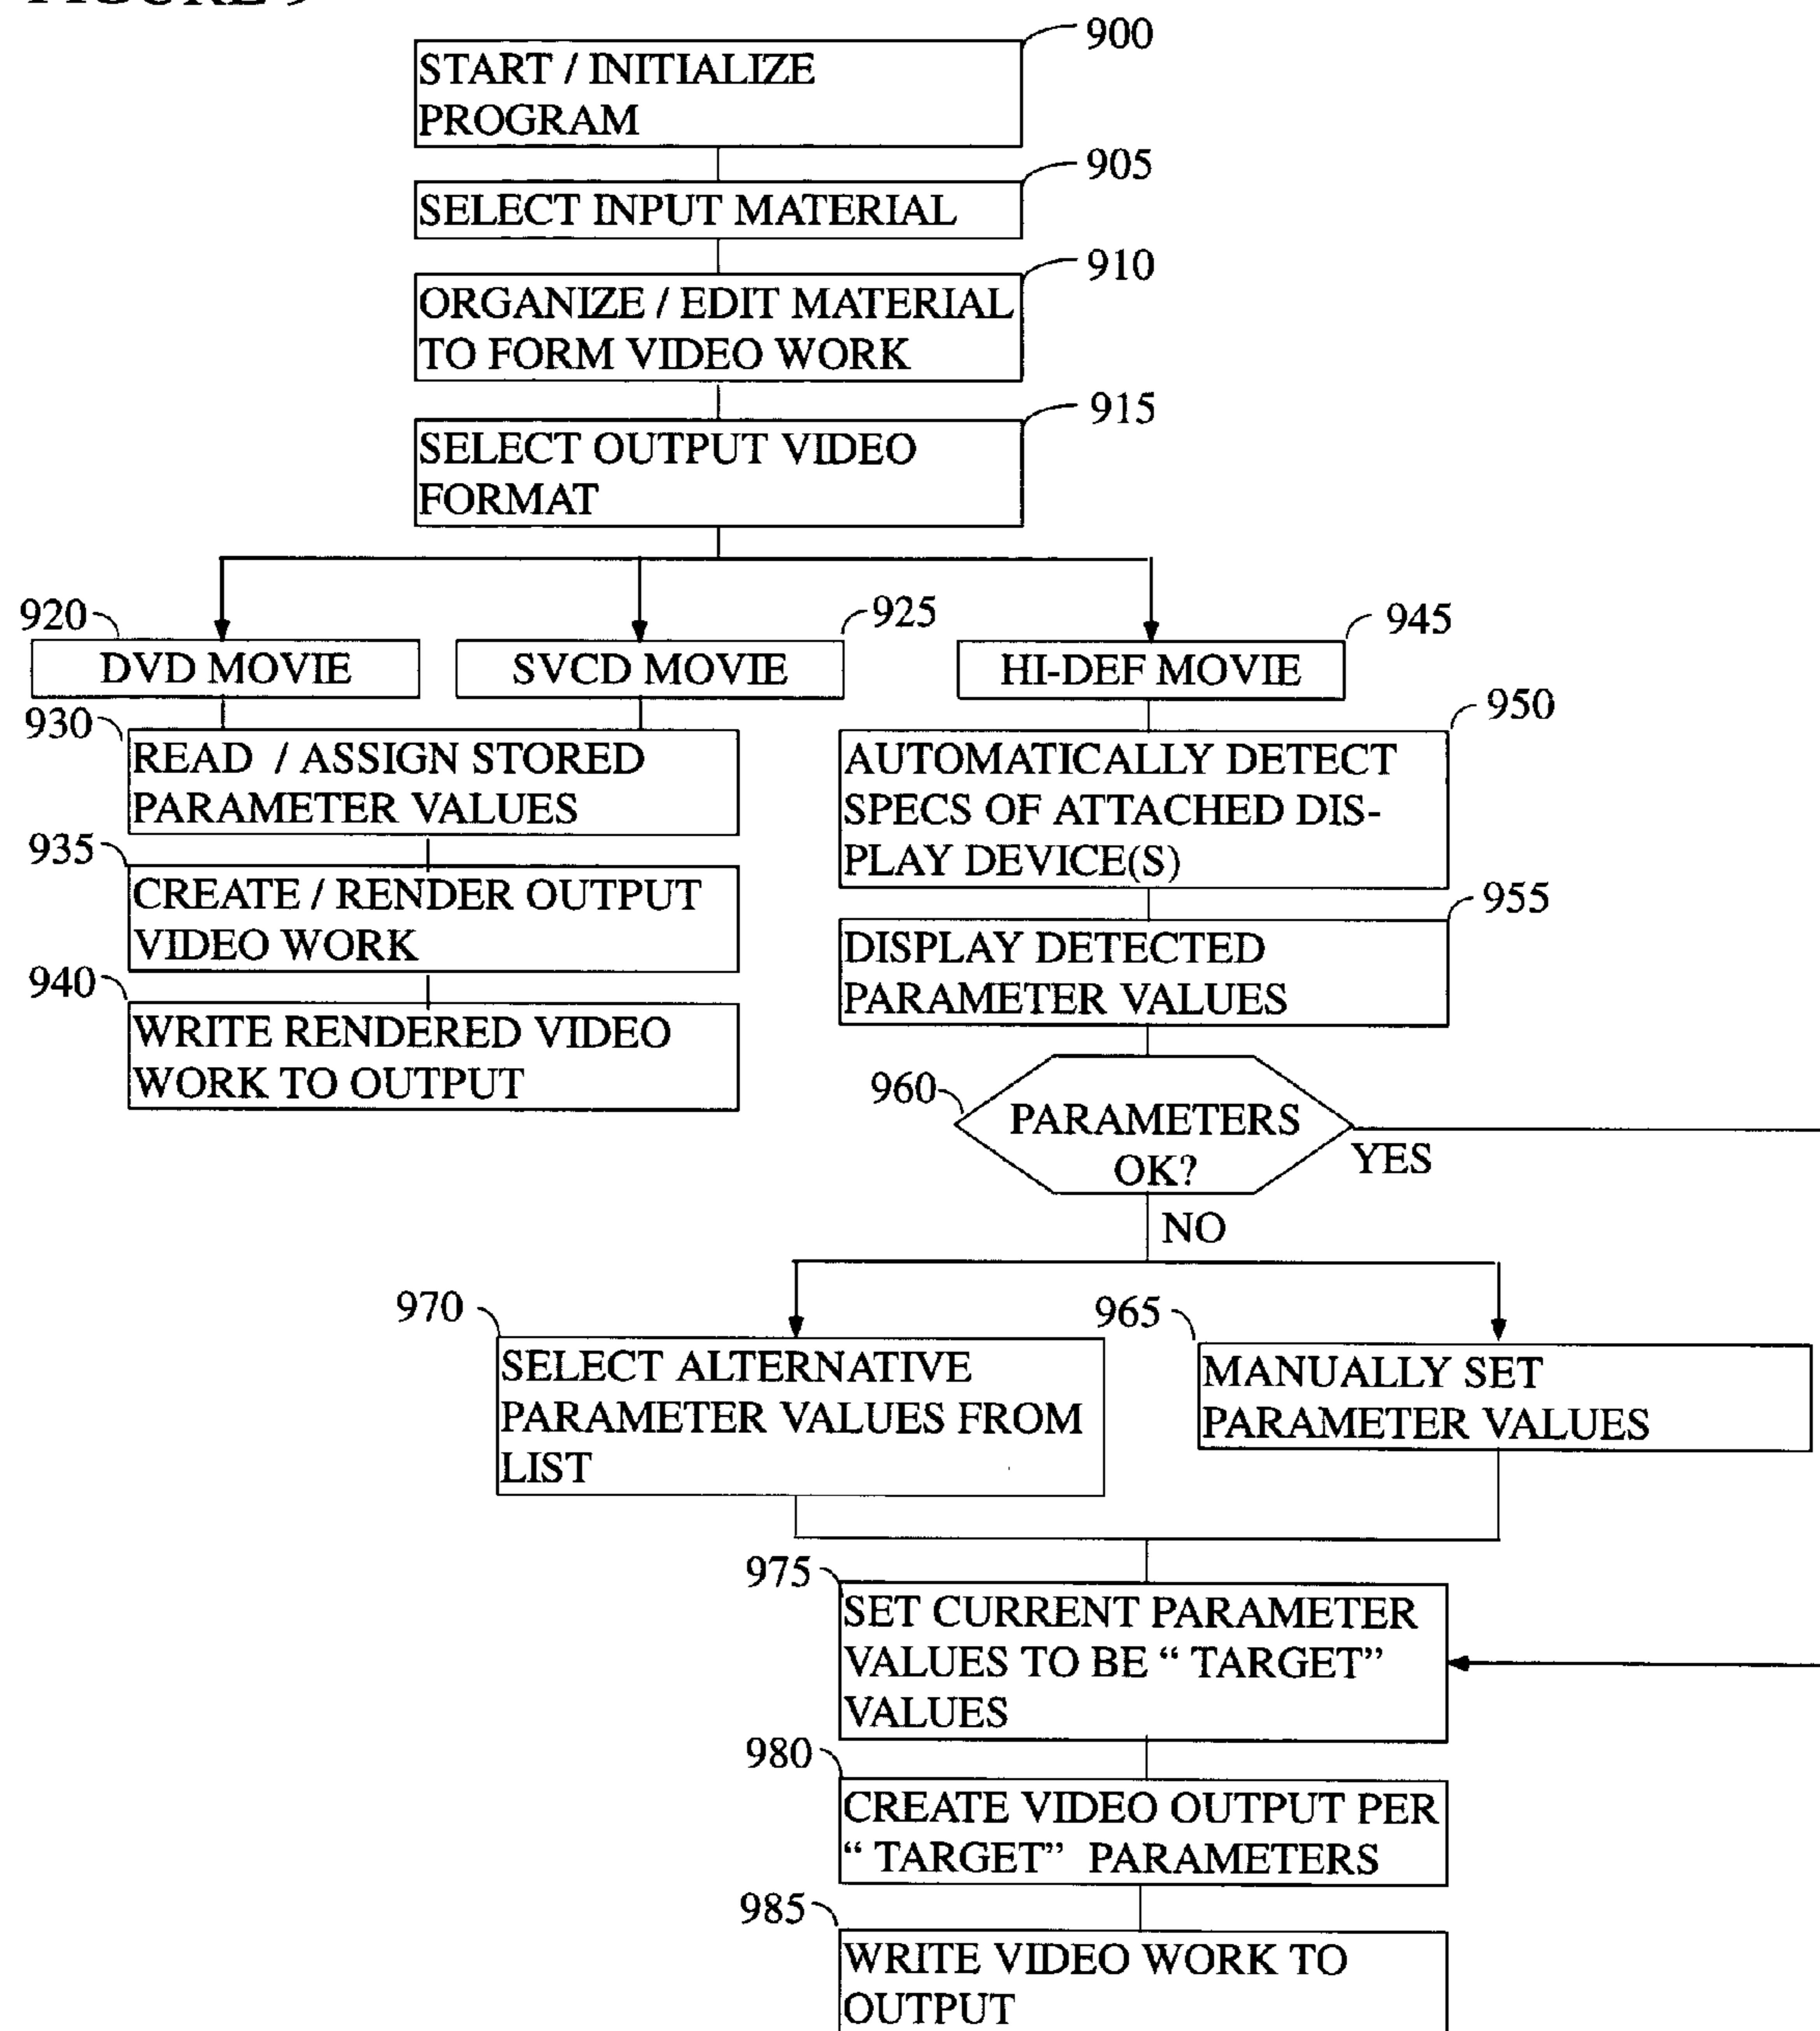 FIGURE 9
900
START / INITIALIZE
PROGRAM
905
SELECT INPUT MATERIAL
910
ORGANIZE / EDIT MATERIAL
TO FORM VIDEO WORK
915
SELECT OUTPUT VIDEO
FORMAT
920
DVD MOVIE
925
SVCD MOVIE
945
HI-DEF MOVIE
930
READ / ASSIGN STORED
PARAMETER VALUES
935
CREATE / RENDER OUTPUT
VIDEO WORK
940
WRITE RENDERED VIDEO
WORK TO OUTPUT
950
AUTOMATICALLY DETECT
SPECS OF ATTACHED DIS-
PLAY DEVICE(S)
955
DISPLAY DETECTED
PARAMETER VALUES
960
PARAMETERS
OK?
YES
NO
970
SELECT ALTERNATIVE
PARAMETER VALUES FROM
LIST
965
MANUALLY SET
PARAMETER VALUES
975
SET CURRENT PARAMETER
VALUES TO BE “ TARGET”
VALUES
980
CREATE VIDEO OUTPUT PER
“ TARGET” PARAMETERS
985
WRITE VIDEO WORK TO
OUTPUT